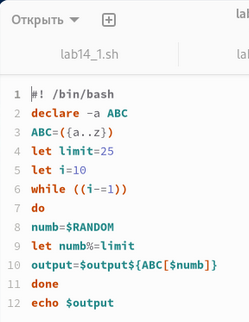 Открыть
lab
lab14_1.sh
la
1 #! /bin/bash
2 declare -a ABC
3 ABC=({a..z})
4 let limit=25
5 let i=10
6 while ((i-=1))
7 do
8 numb=$RANDOM
9 let numb%=limit
10 output=$output${ABC[$numb]}
11 done
12 echo $output